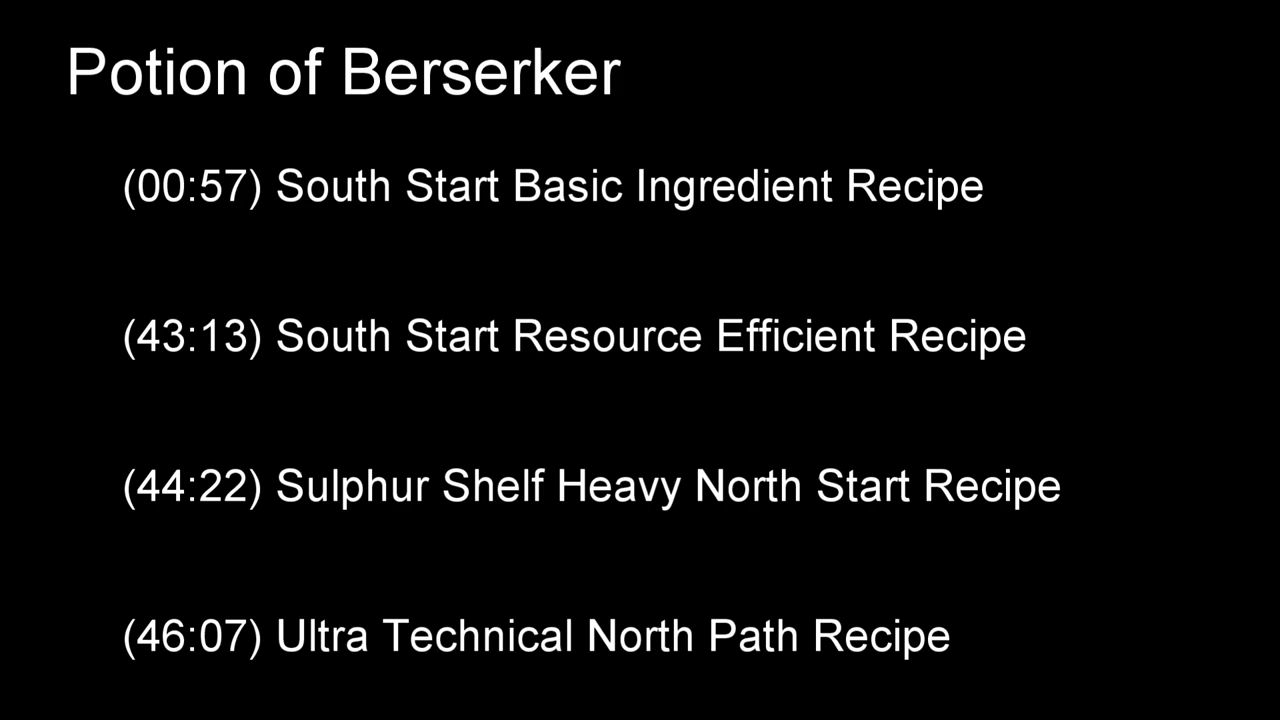 Potion of Berserker
(00:57) South Start Basic Ingredient Recipe
(43:13) South Start Resource Efficient Recipe
(44:22) Sulphur Shelf Heavy North Start Recipe
(46:07) Ultra Technical North Path Recipe